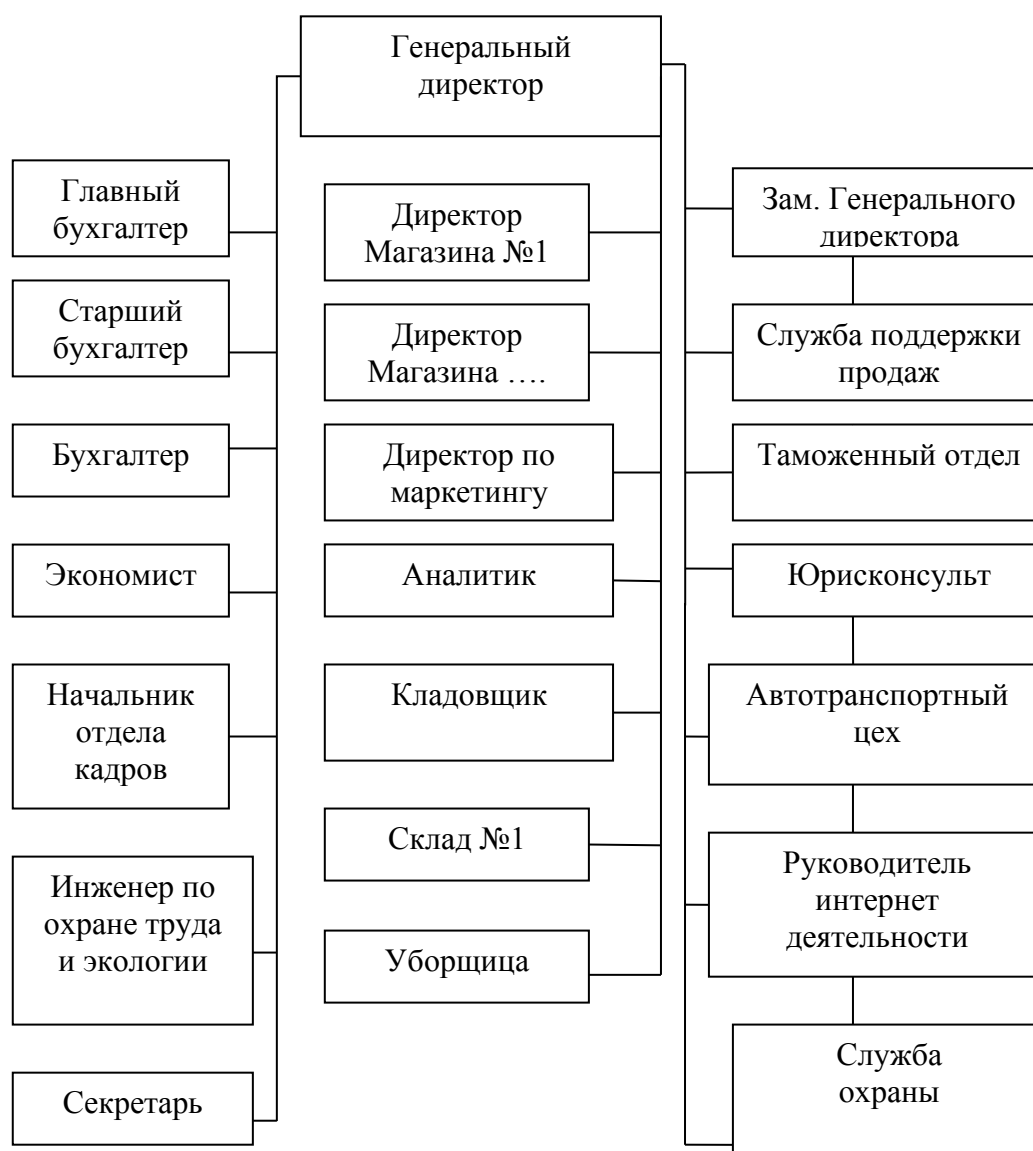 Генеральный
директор
Главный
бухгалтер
Старший
бухгалтер
Бухгалтер
Экономист
Начальник
отдела
кадров
Инженер по
охране труда
и экологии
Секретарь
Директор
Магазина №1
Директор
Магазина ….
Директор по
маркетингу
Аналитик
Кладовщик
Склад №1
Уборщица
Зам. Генерального
директора
Служба поддержки
продаж
Таможенный отдел
Юрисконсульт
Автотранспортный
цех
Руководитель
интернет
деятельности
Служба
охраны